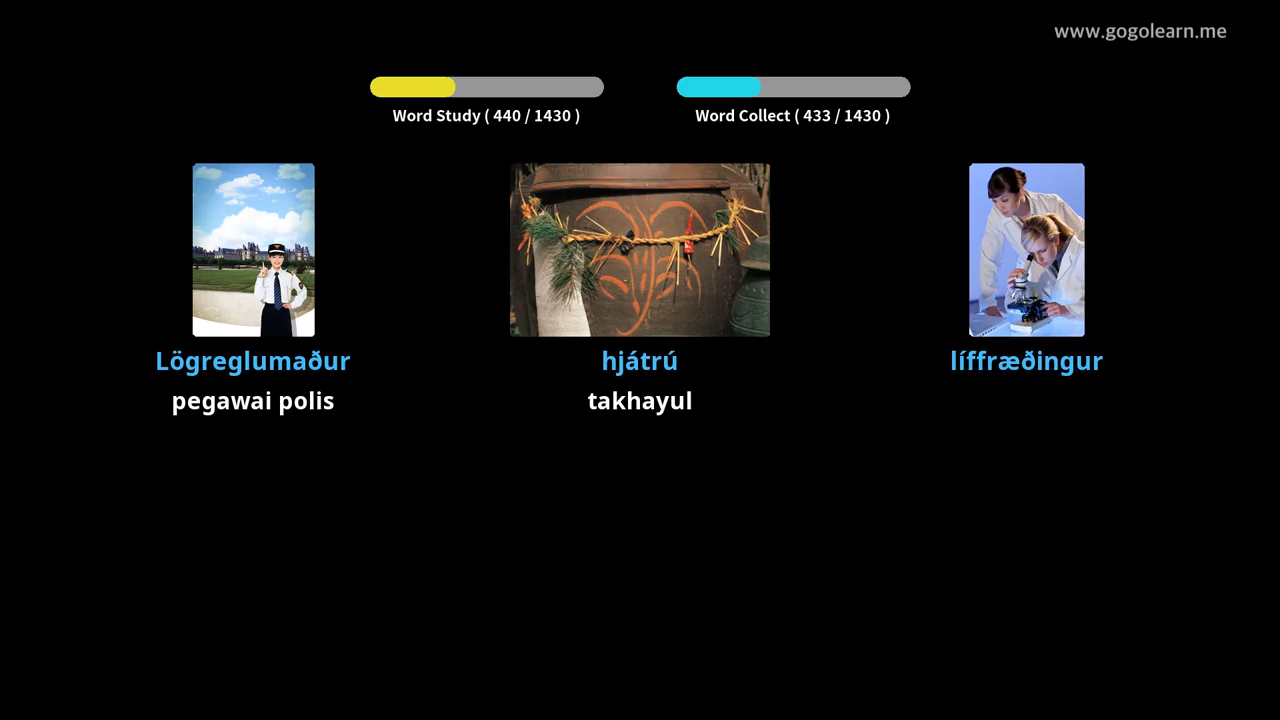 www.gogolearn.me
Word Study ( 440 / 1430 )
Word Collect ( 433 / 1430 )
Lögreglumaður
hjátrú
líffræðingur
pegawai polis
takhayul